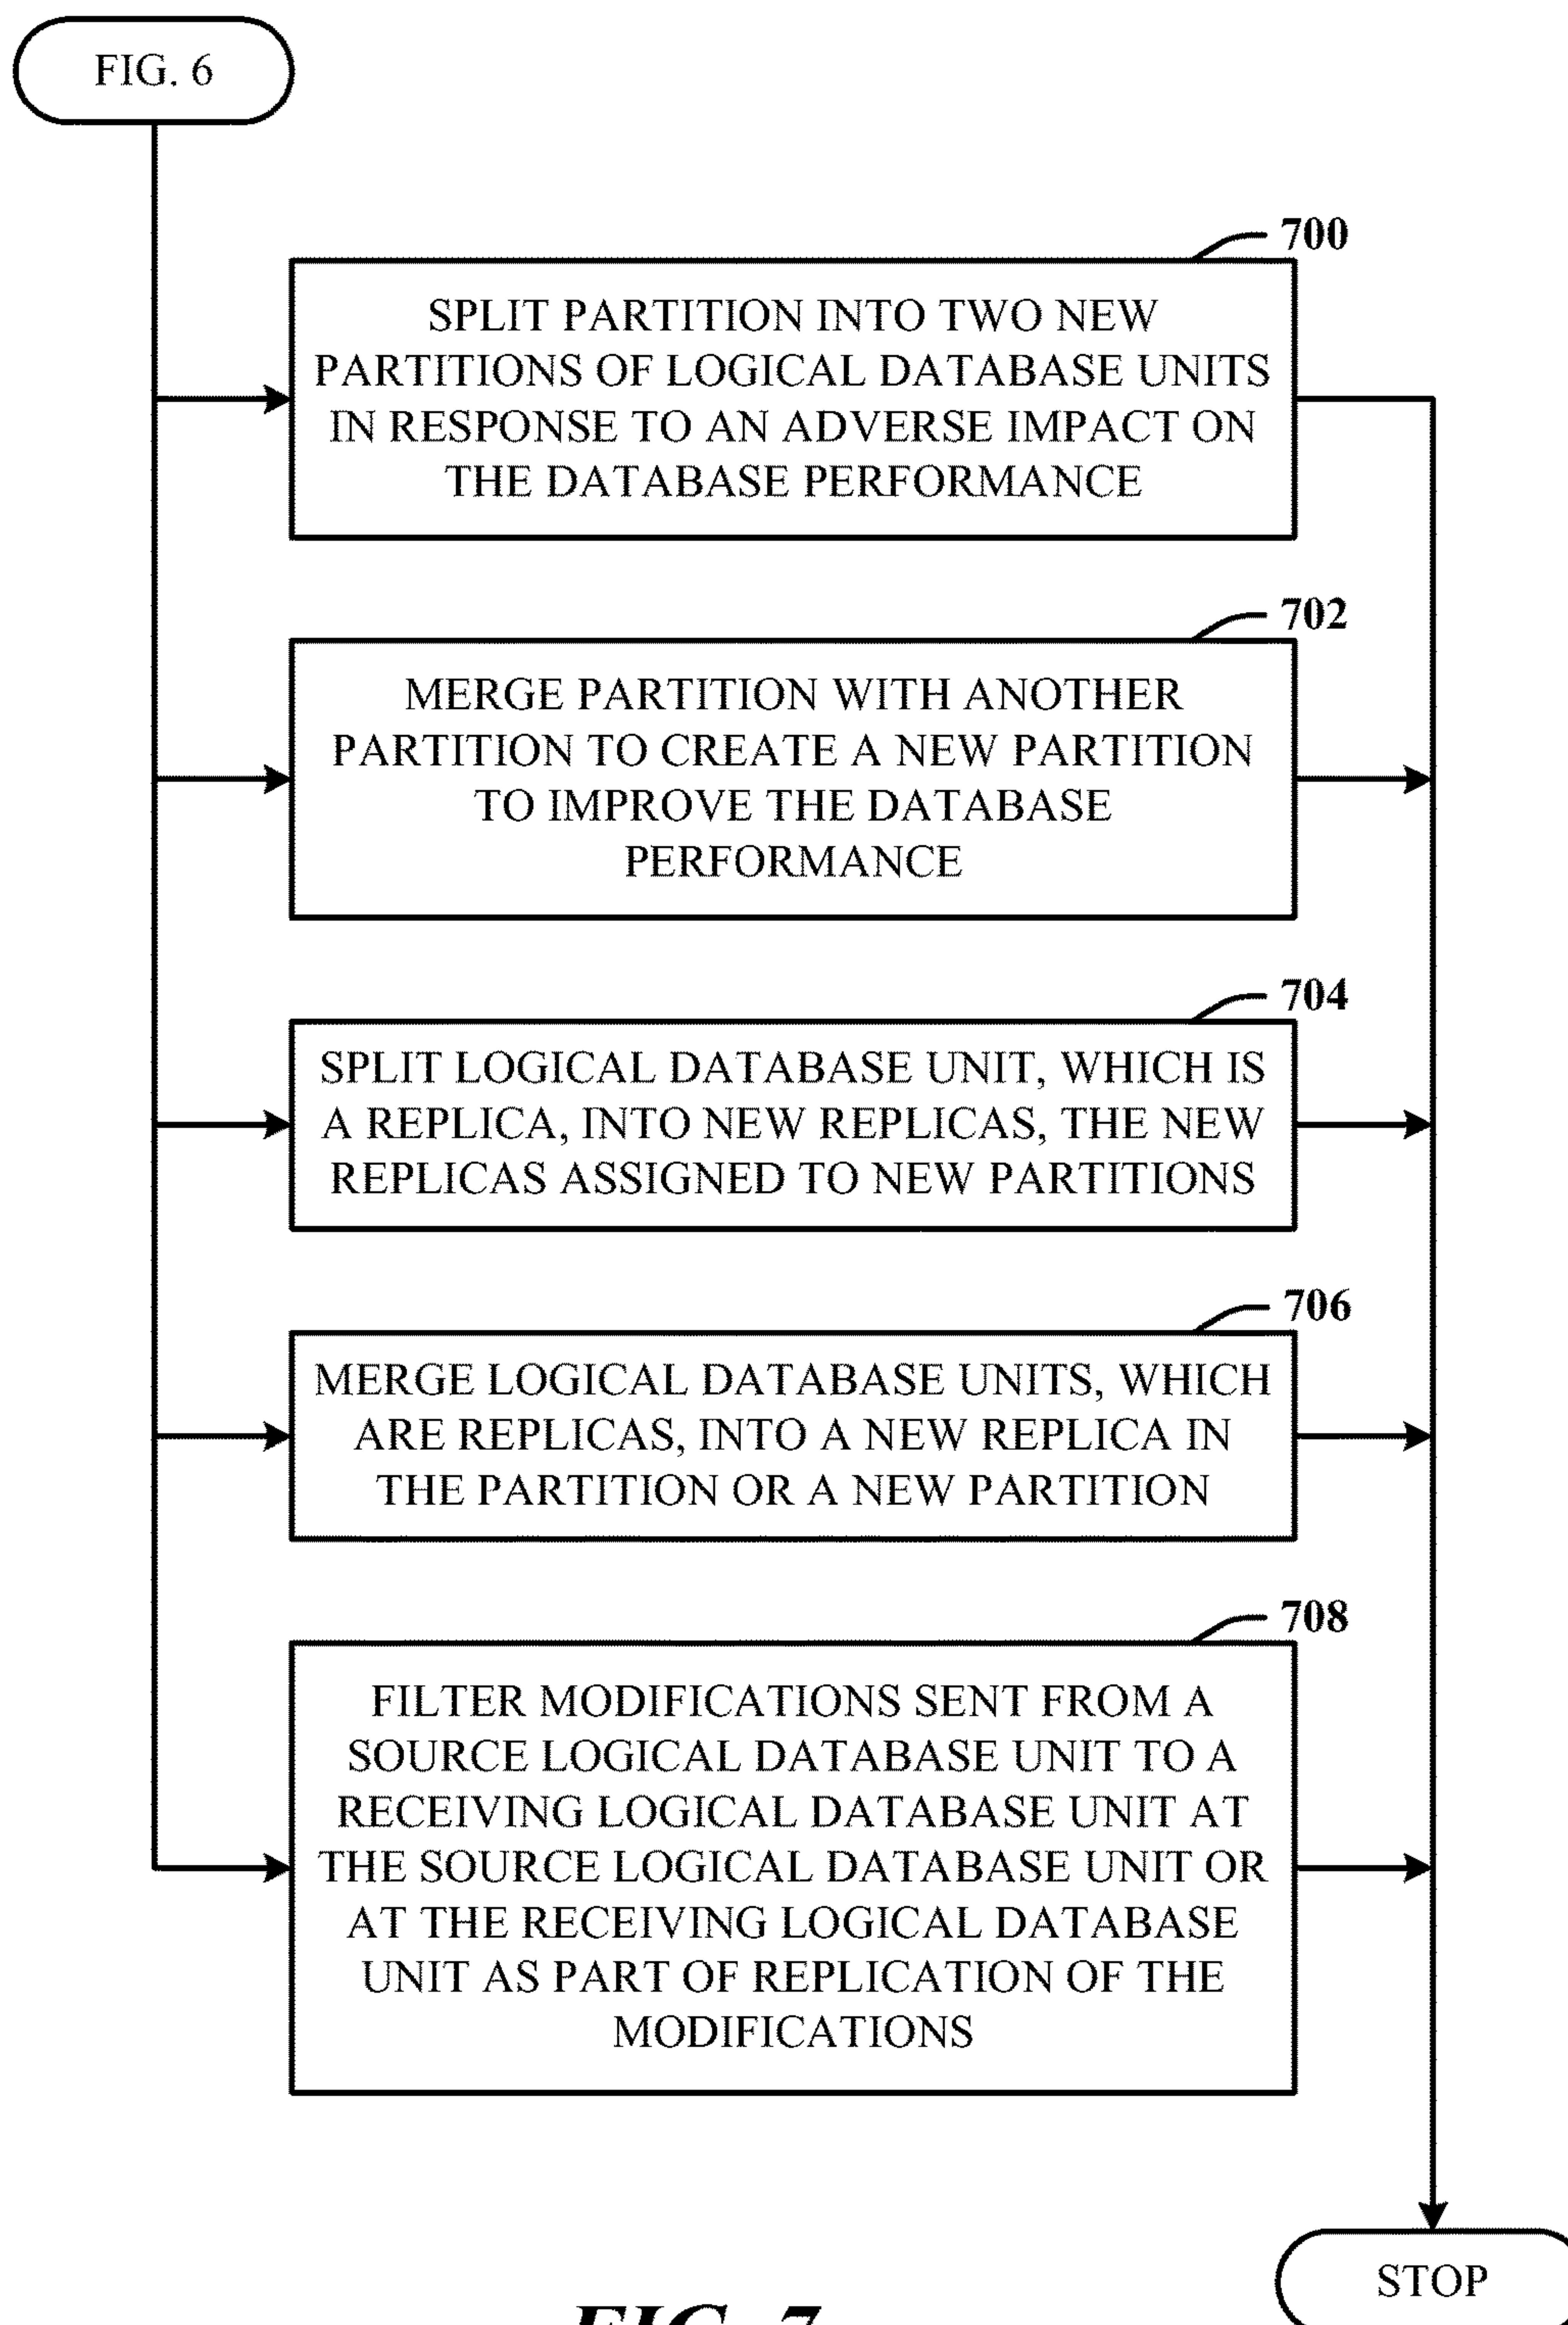 FIG. 6
700
SPLIT PARTITION INTO TWO NEW
PARTITIONS OF LOGICAL DATABASE UNITS
IN RESPONSE TO AN ADVERSE IMPACT ON
THE DATABASE PERFORMANCE
702
MERGE PARTITION WITH ANOTHER
PARTITION TO CREATE A NEW PARTITION
TO IMPROVE THE DATABASE
PERFORMANCE
704
SPLIT LOGICAL DATABASE UNIT, WHICH IS
A REPLICA, INTO NEW REPLICAS, THE NEW
REPLICAS ASSIGNED TO NEW PARTITIONS
706
MERGE LOGICAL DATABASE UNITS, WHICH
ARE REPLICAS, INTO A NEW REPLICA IN
THE PARTITION OR A NEW PARTITION
708
FILTER MODIFICATIONS SENT FROM A
SOURCE LOGICAL DATABASE UNIT TO A
RECEIVING LOGICAL DATABASE UNIT AT
THE SOURCE LOGICAL DATABASE UNIT OR
AT THE RECEIVING LOGICAL DATABASE
UNIT AS PART OF REPLICATION OF THE
MODIFICATIONS
STOP
FIG. 7